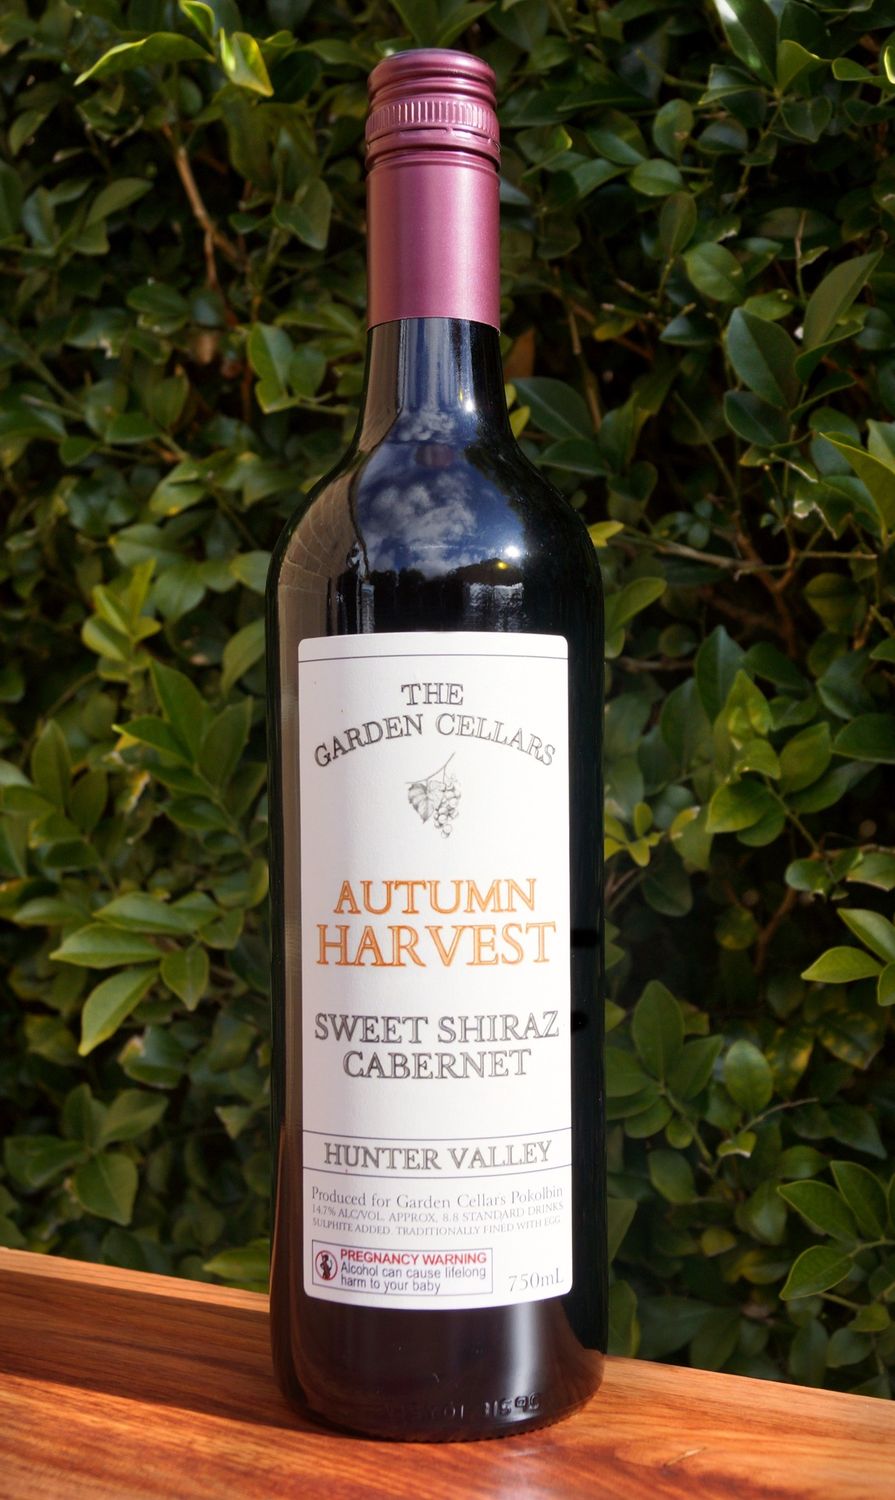 THE
GARDEN CELLARS
AUTUMN
HARVEST
SWEET SHIRAZ
CABERNET
HUNTER VALLEY
Produced for Garden Cellars Pokolbin
14.7% ALC/VOL. APPROX. 8.8 STANDARD DRINKS
SULPHITE ADDED. TRADITIONALLY FINED WITH EGG
PREGNANCY WARNING
Alcohol can cause lifelong
harm to your baby
750mL